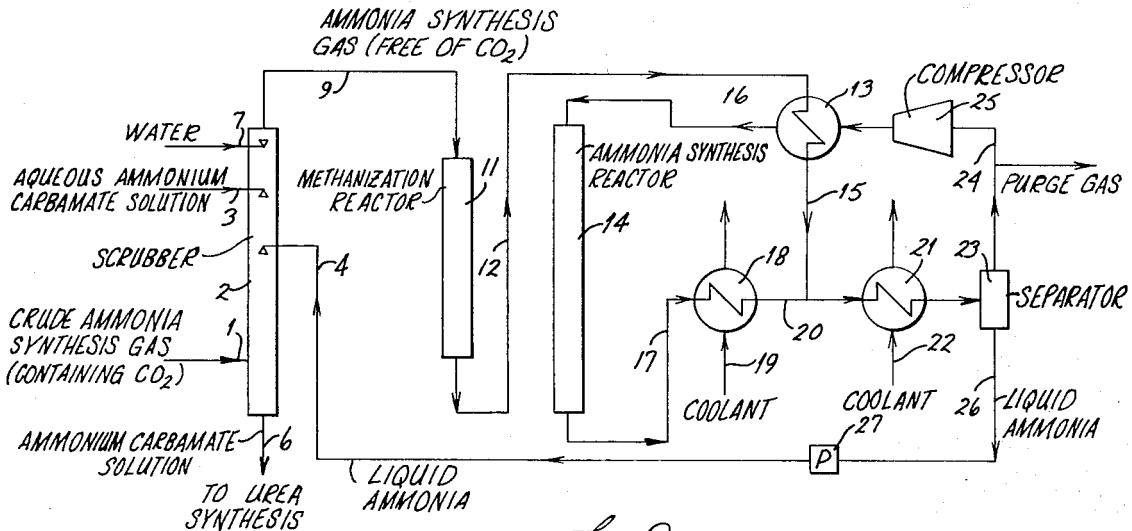 AMMONIA SYNTHESIS
GAS (FREE OF CO2)
9
7
WATER
AQUEOUS AMMONIUM
CARBAMATE SOLUTION
3
SCRUBBER
2
4
CRUDE AMMONIA
SYNTHESIS GAS
(CONTAINING CO2)
1
AMMONIUM CARBAMATE
SOLUTION
6
TO UREA
SYNTHESIS
METHANIZATION
REACTOR
11
12
AMMONIA SYNTHESIS
REACTOR
14
16
13
15
COMPRESSOR
25
24
PURGE GAS
17
18
19
COOLANT
20
21
22
COOLANT
23
SEPARATOR
26
LIQUID
AMMONIA
27
P
LIQUID
AMMONIA